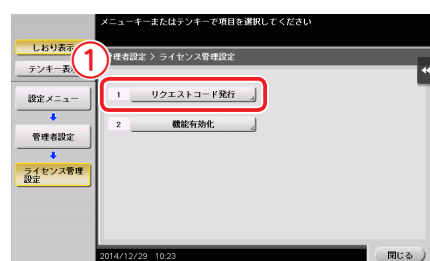 メニューキーまたはテンキーで項目を選択してください
しおり表示
テンキー表
1
理者設定 > ライセンス管理設定
設定メニュー
管理者設定
ライセンス管理
設定
1 リクエストコード発行
2 機能有効化
2014/12/29 10:23
閉じる